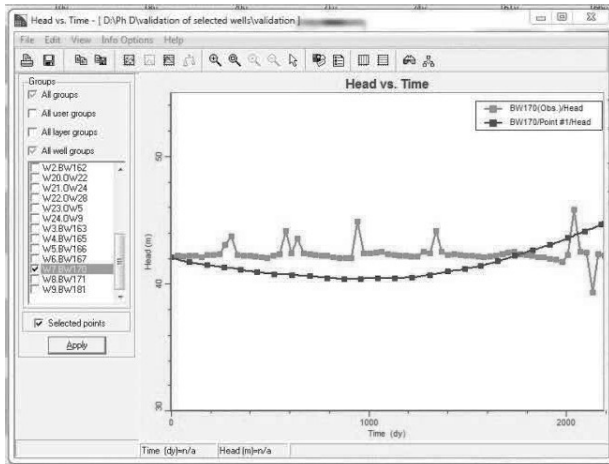 Head vs. Time - [ D:\Ph D\validation of selected wells\validation ]
File Edit View Info Options Help
Groups
All groups
All user groups
All layer groups
All well groups
W2.BW162
W20.OW22
W21.OW24
W22.OW28
W23.OW5
W24.OW9
W3.BW163
W4.BW165
W5.BW166
W6.BW167
W7.BW170
W8.BW171
W9.BW181
Selected points
Apply
Head vs. Time
BW170(Obs.)/Head
BW170/Point #1/Head
Head (m)
50
40
30
0
1000
2000
Time (dy)
Time (dy)=n/a
Head (m)=n/a